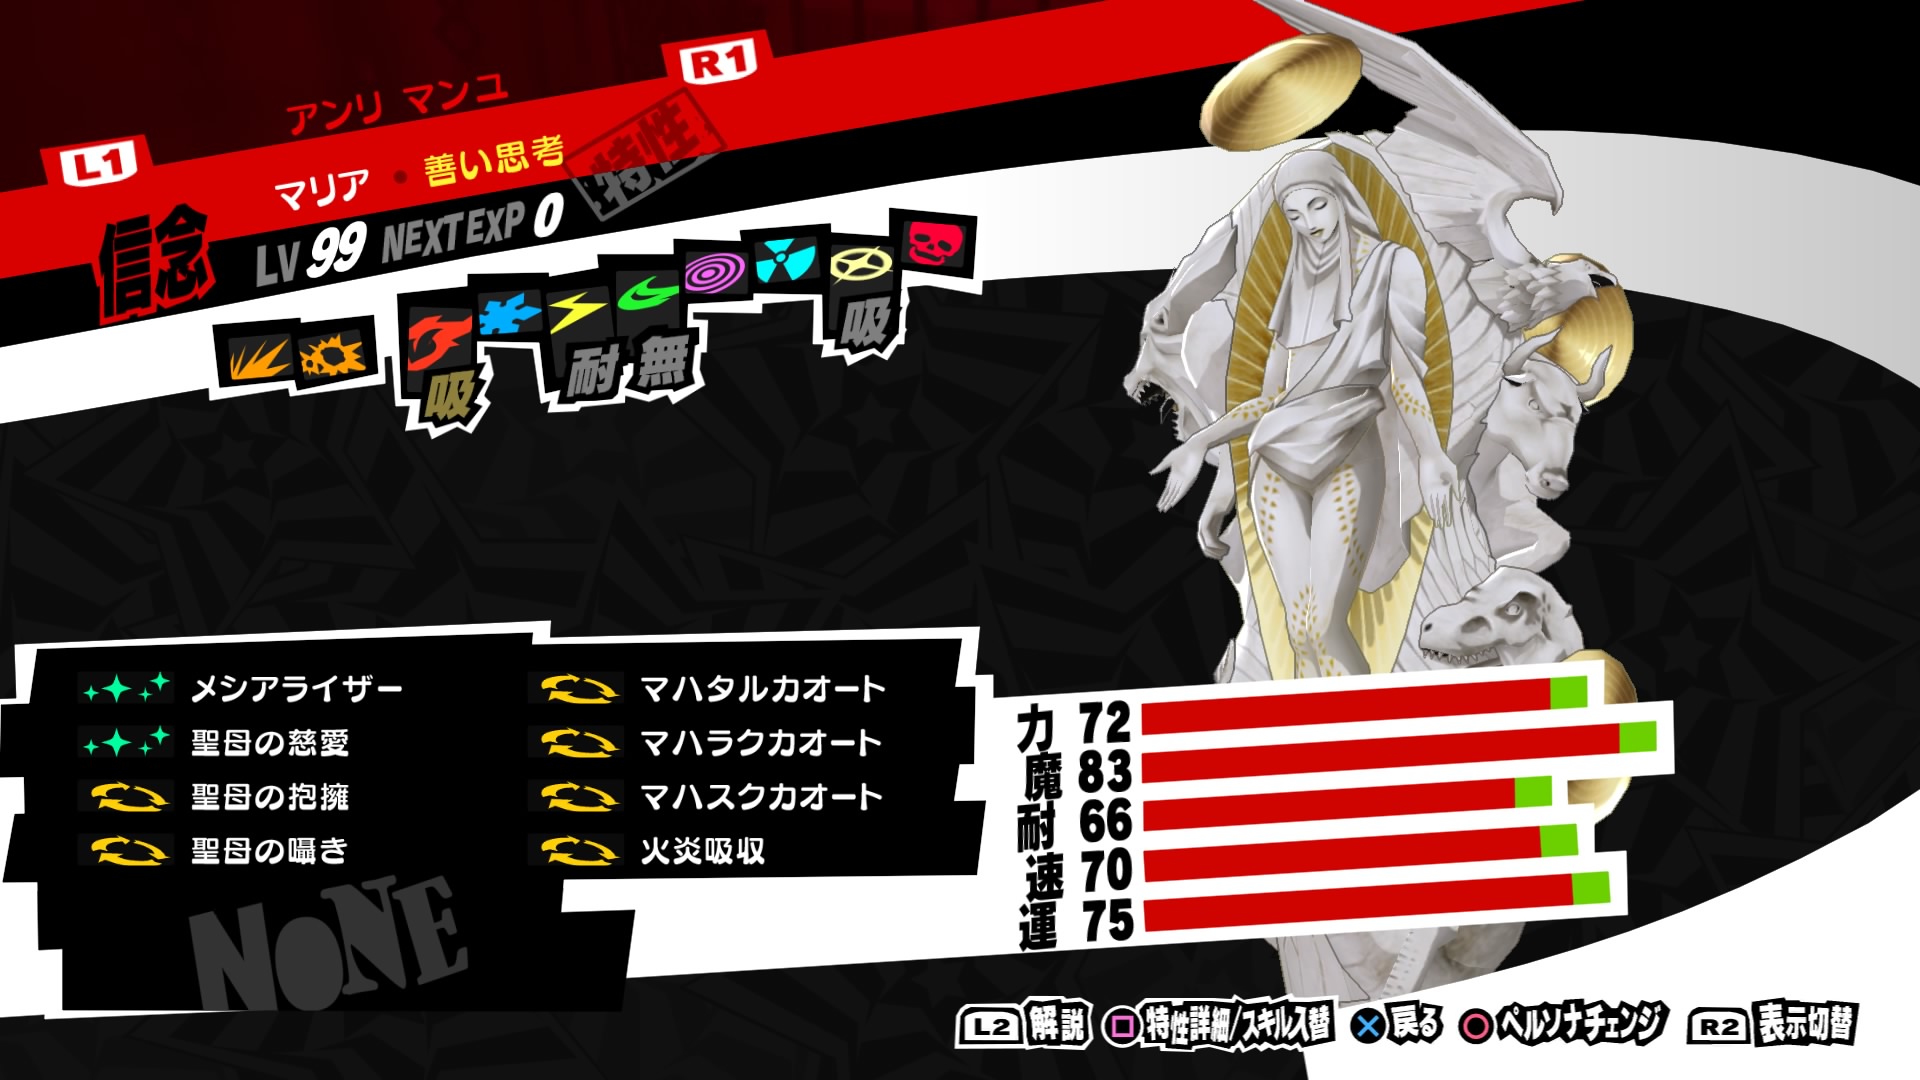 アンリ マンユ
R1
L1
マリア・善い思考
特性
信念
LV 99 NEXT EXP 0
吸
耐
無
吸
メシアライザー
聖母の慈愛
聖母の抱擁
聖母の囁き
マハタルカオート
マハラクカオート
マハスクカオート
火炎吸収
NONE
力 72
魔 83
耐 66
速 70
運 75
L2 解説
特性詳細/スキル入替
戻る
ペルソナチェンジ
R2 表示切替